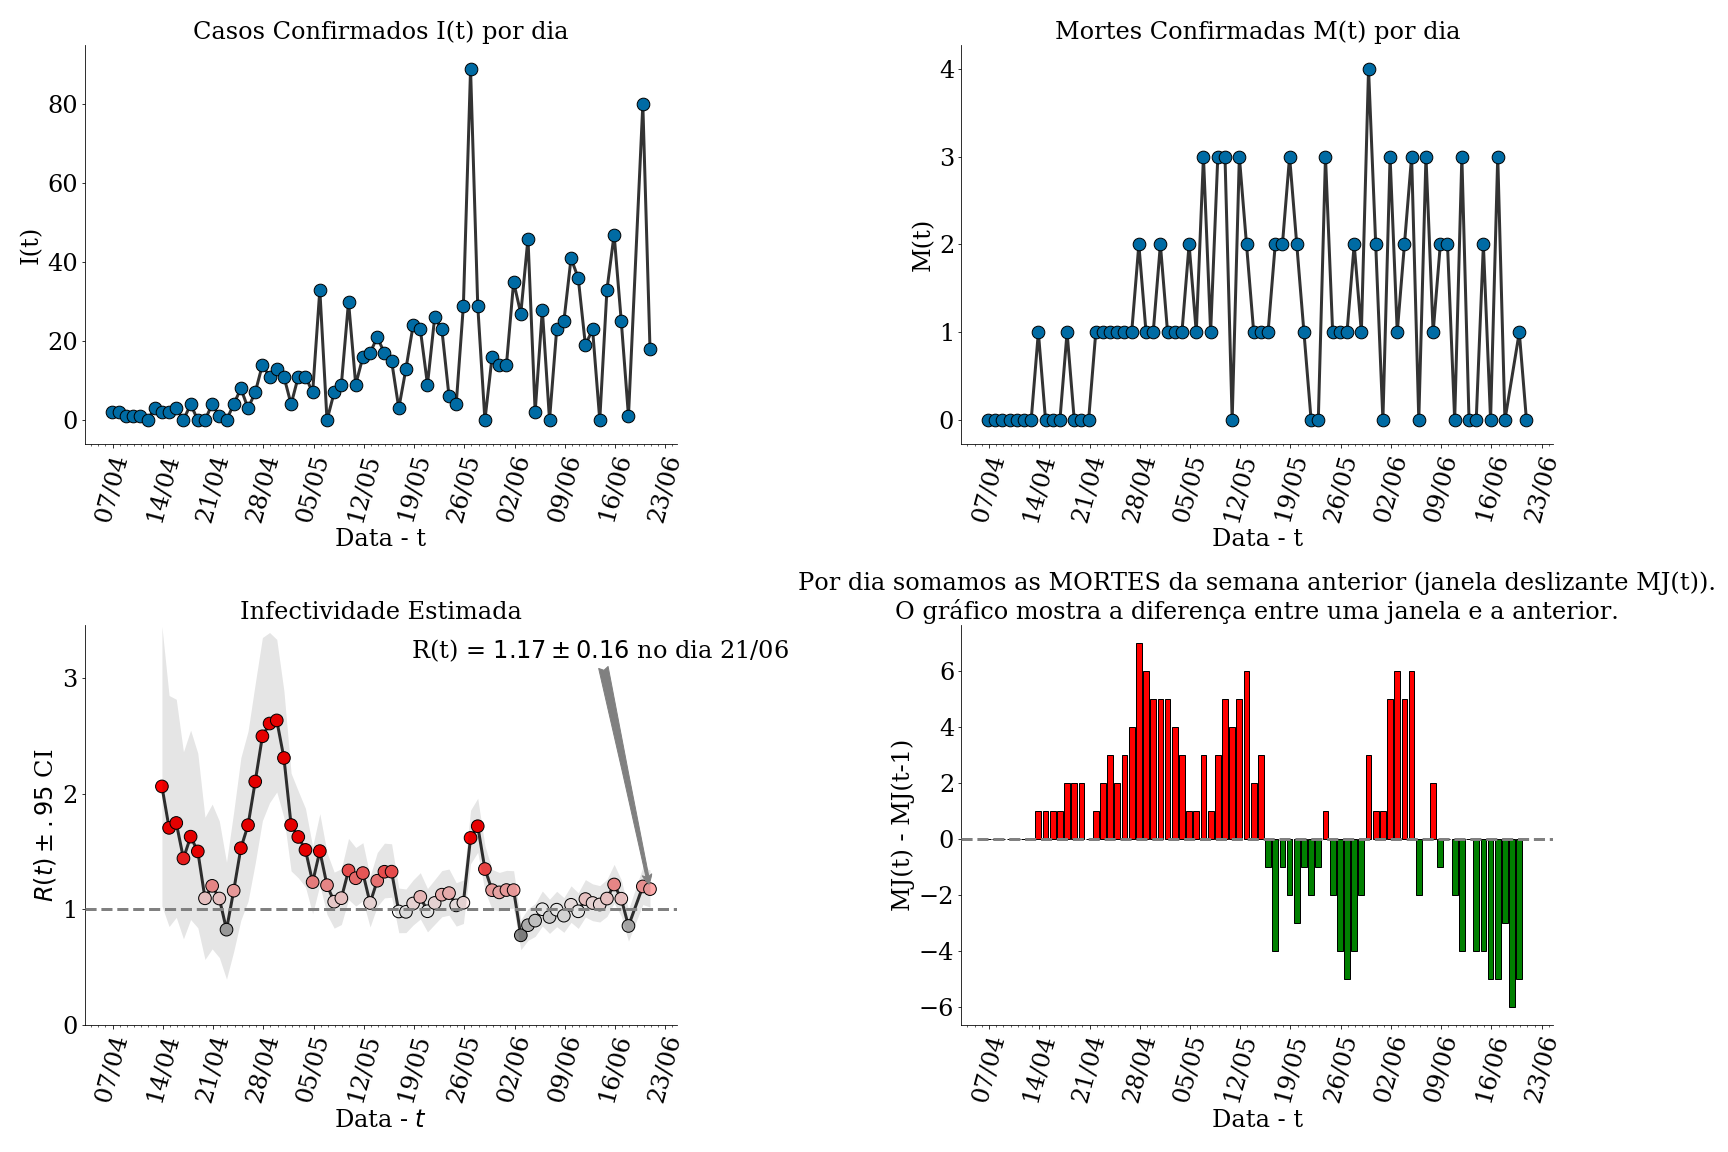 Casos Confirmados I(t) por dia
I(t)
80
60
40
20
0
07/04 14/04 21/04 28/04 05/05 12/05 19/05 26/05 02/06 09/06 16/06 23/06
Data - t
Mortes Confirmadas M(t) por dia
M(t)
4
3
2
1
0
07/04 14/04 21/04 28/04 05/05 12/05 19/05 26/05 02/06 09/06 16/06 23/06
Data - t
Infectividade Estimada
R(t) = 1.17 ± 0.16 no dia 21/06
R(t) ± .95 CI
3
2
1
0
07/04 14/04 21/04 28/04 05/05 12/05 19/05 26/05 02/06 09/06 16/06 23/06
Data - t
Por dia somamos as MORTES da semana anterior (janela deslizante MJ(t)).
O gráfico mostra a diferença entre uma janela e a anterior.
MJ(t) - MJ(t-1)
6
4
2
0
−2
−4
−6
07/04 14/04 21/04 28/04 05/05 12/05 19/05 26/05 02/06 09/06 16/06 23/06
Data - t